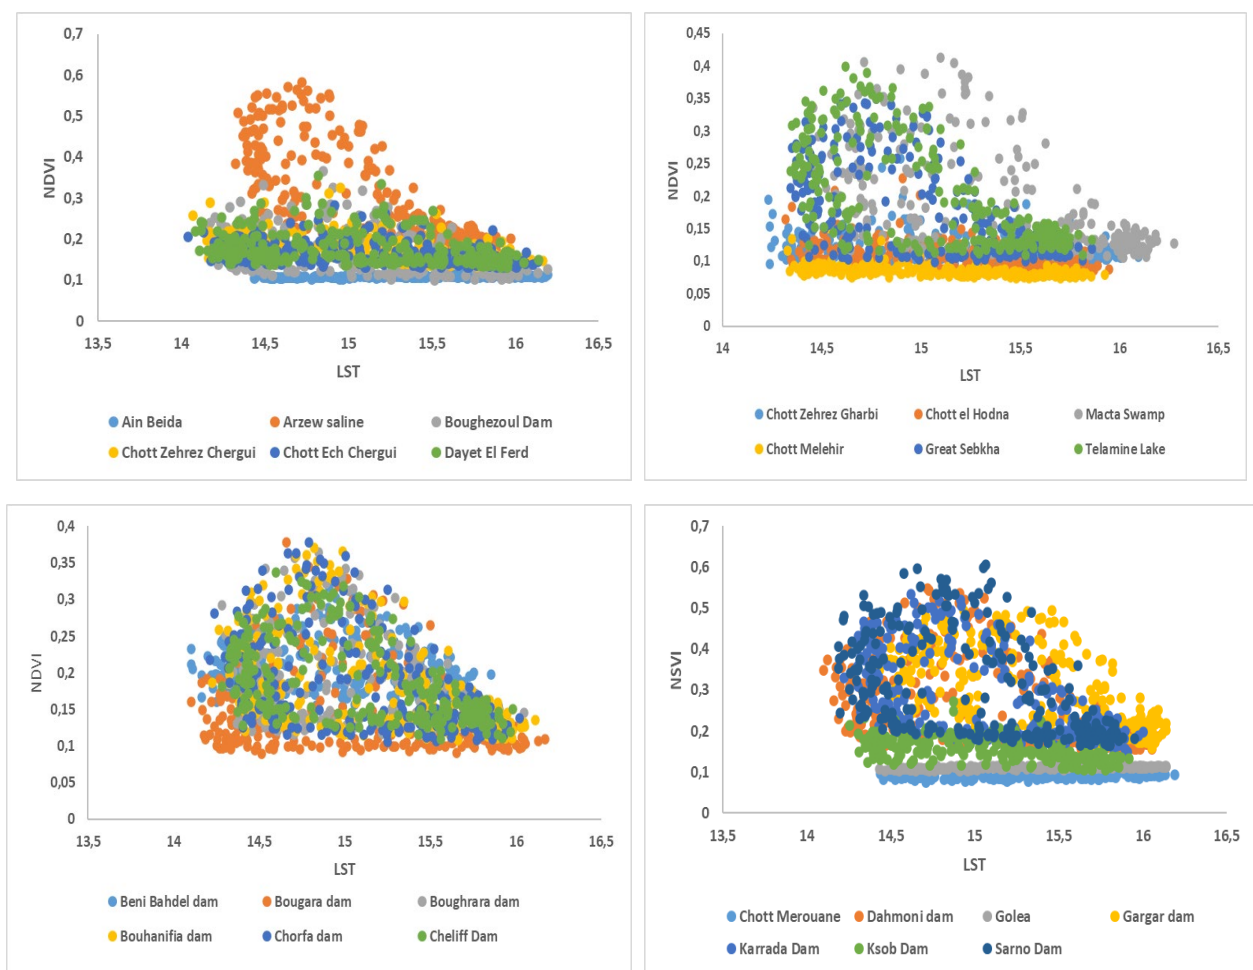 0,7
0,6
0,5
0,4
0,3
0,2
0,1
0
NDVI
13,5 14 14,5 15 15,5 16 16,5
LST
Ain Beida Arzew saline Boughezoul Dam
Chott Zehrez Chergui Chott Ech Chergui Dayet El Ferd
0,45
0,4
0,35
0,3
0,25
0,2
0,15
0,1
0,05
0
NDVI
14 14,5 15 15,5 16 16,5
LST
Chott Zehrez Gharbi Chott el Hodna Macta Swamp
Chott Melehir Great Sebkha Telamine Lake
0,4
0,35
0,3
0,25
0,2
0,15
0,1
0,05
0
NDVI
13,5 14 14,5 15 15,5 16 16,5
LST
Beni Bahdel dam Bougara dam Boughrara dam
Bouhanifia dam Chorfa dam Cheliff Dam
0,7
0,6
0,5
0,4
0,3
0,2
0,1
0
NSVI
13,5 14 14,5 15 15,5 16 16,5
LST
Chott Merouane Dahmoni dam Golea Gargar dam
Karrada Dam Ksob Dam Sarno Dam